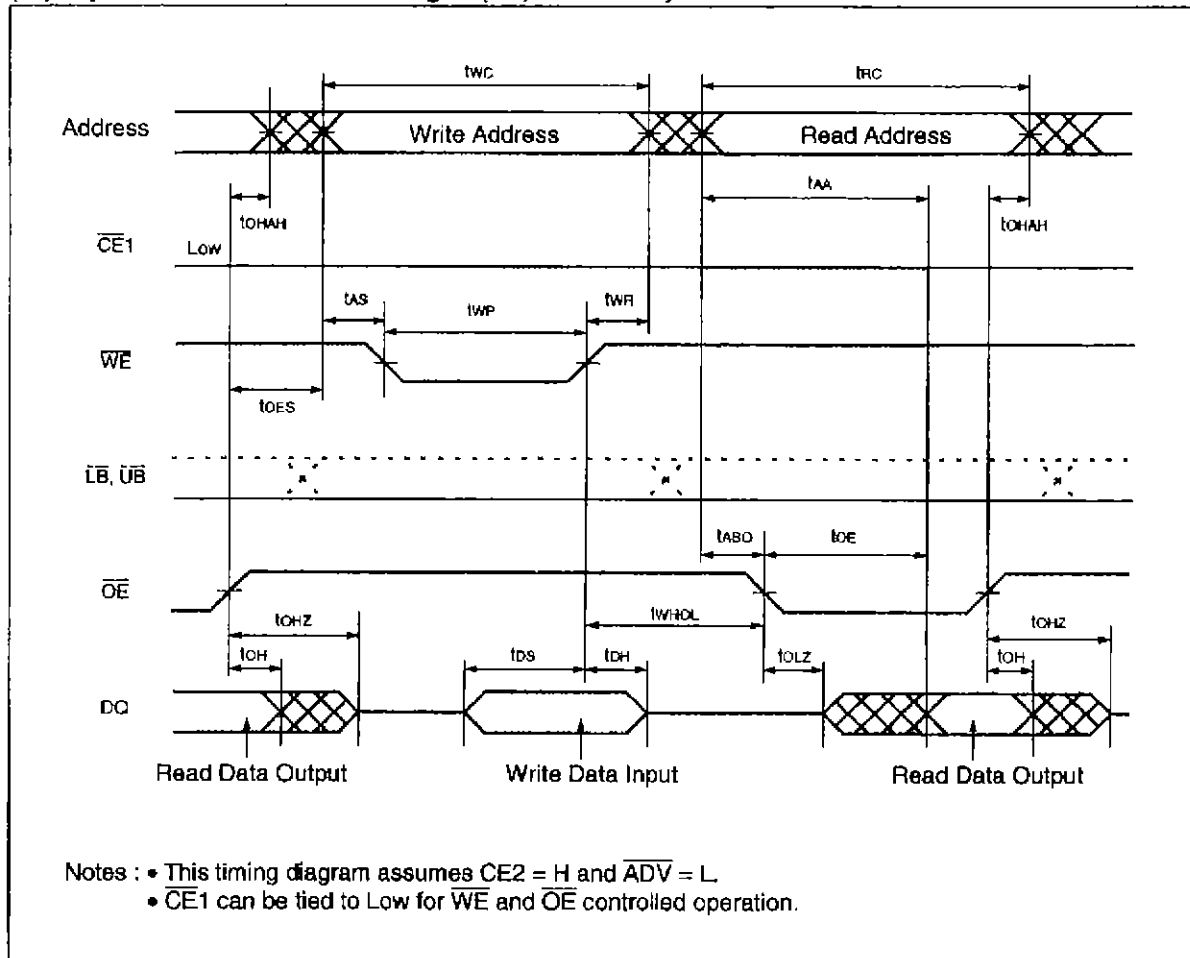 tWC tRC
Address Write Address Read Address
tOHAH tAA tOHAH
CE1 Low
tAS tWP tWR
WE
tOES
LB, UB
tASO tOE
OE
tOHZ tWHOL tOHZ
tOH tDS tDH tOLZ tOH
DQ
Read Data Output Write Data Input Read Data Output
Notes : • This timing diagram assumes CE2 = H and ADV = L.
• CE1 can be tied to Low for WE and OE controlled operation.